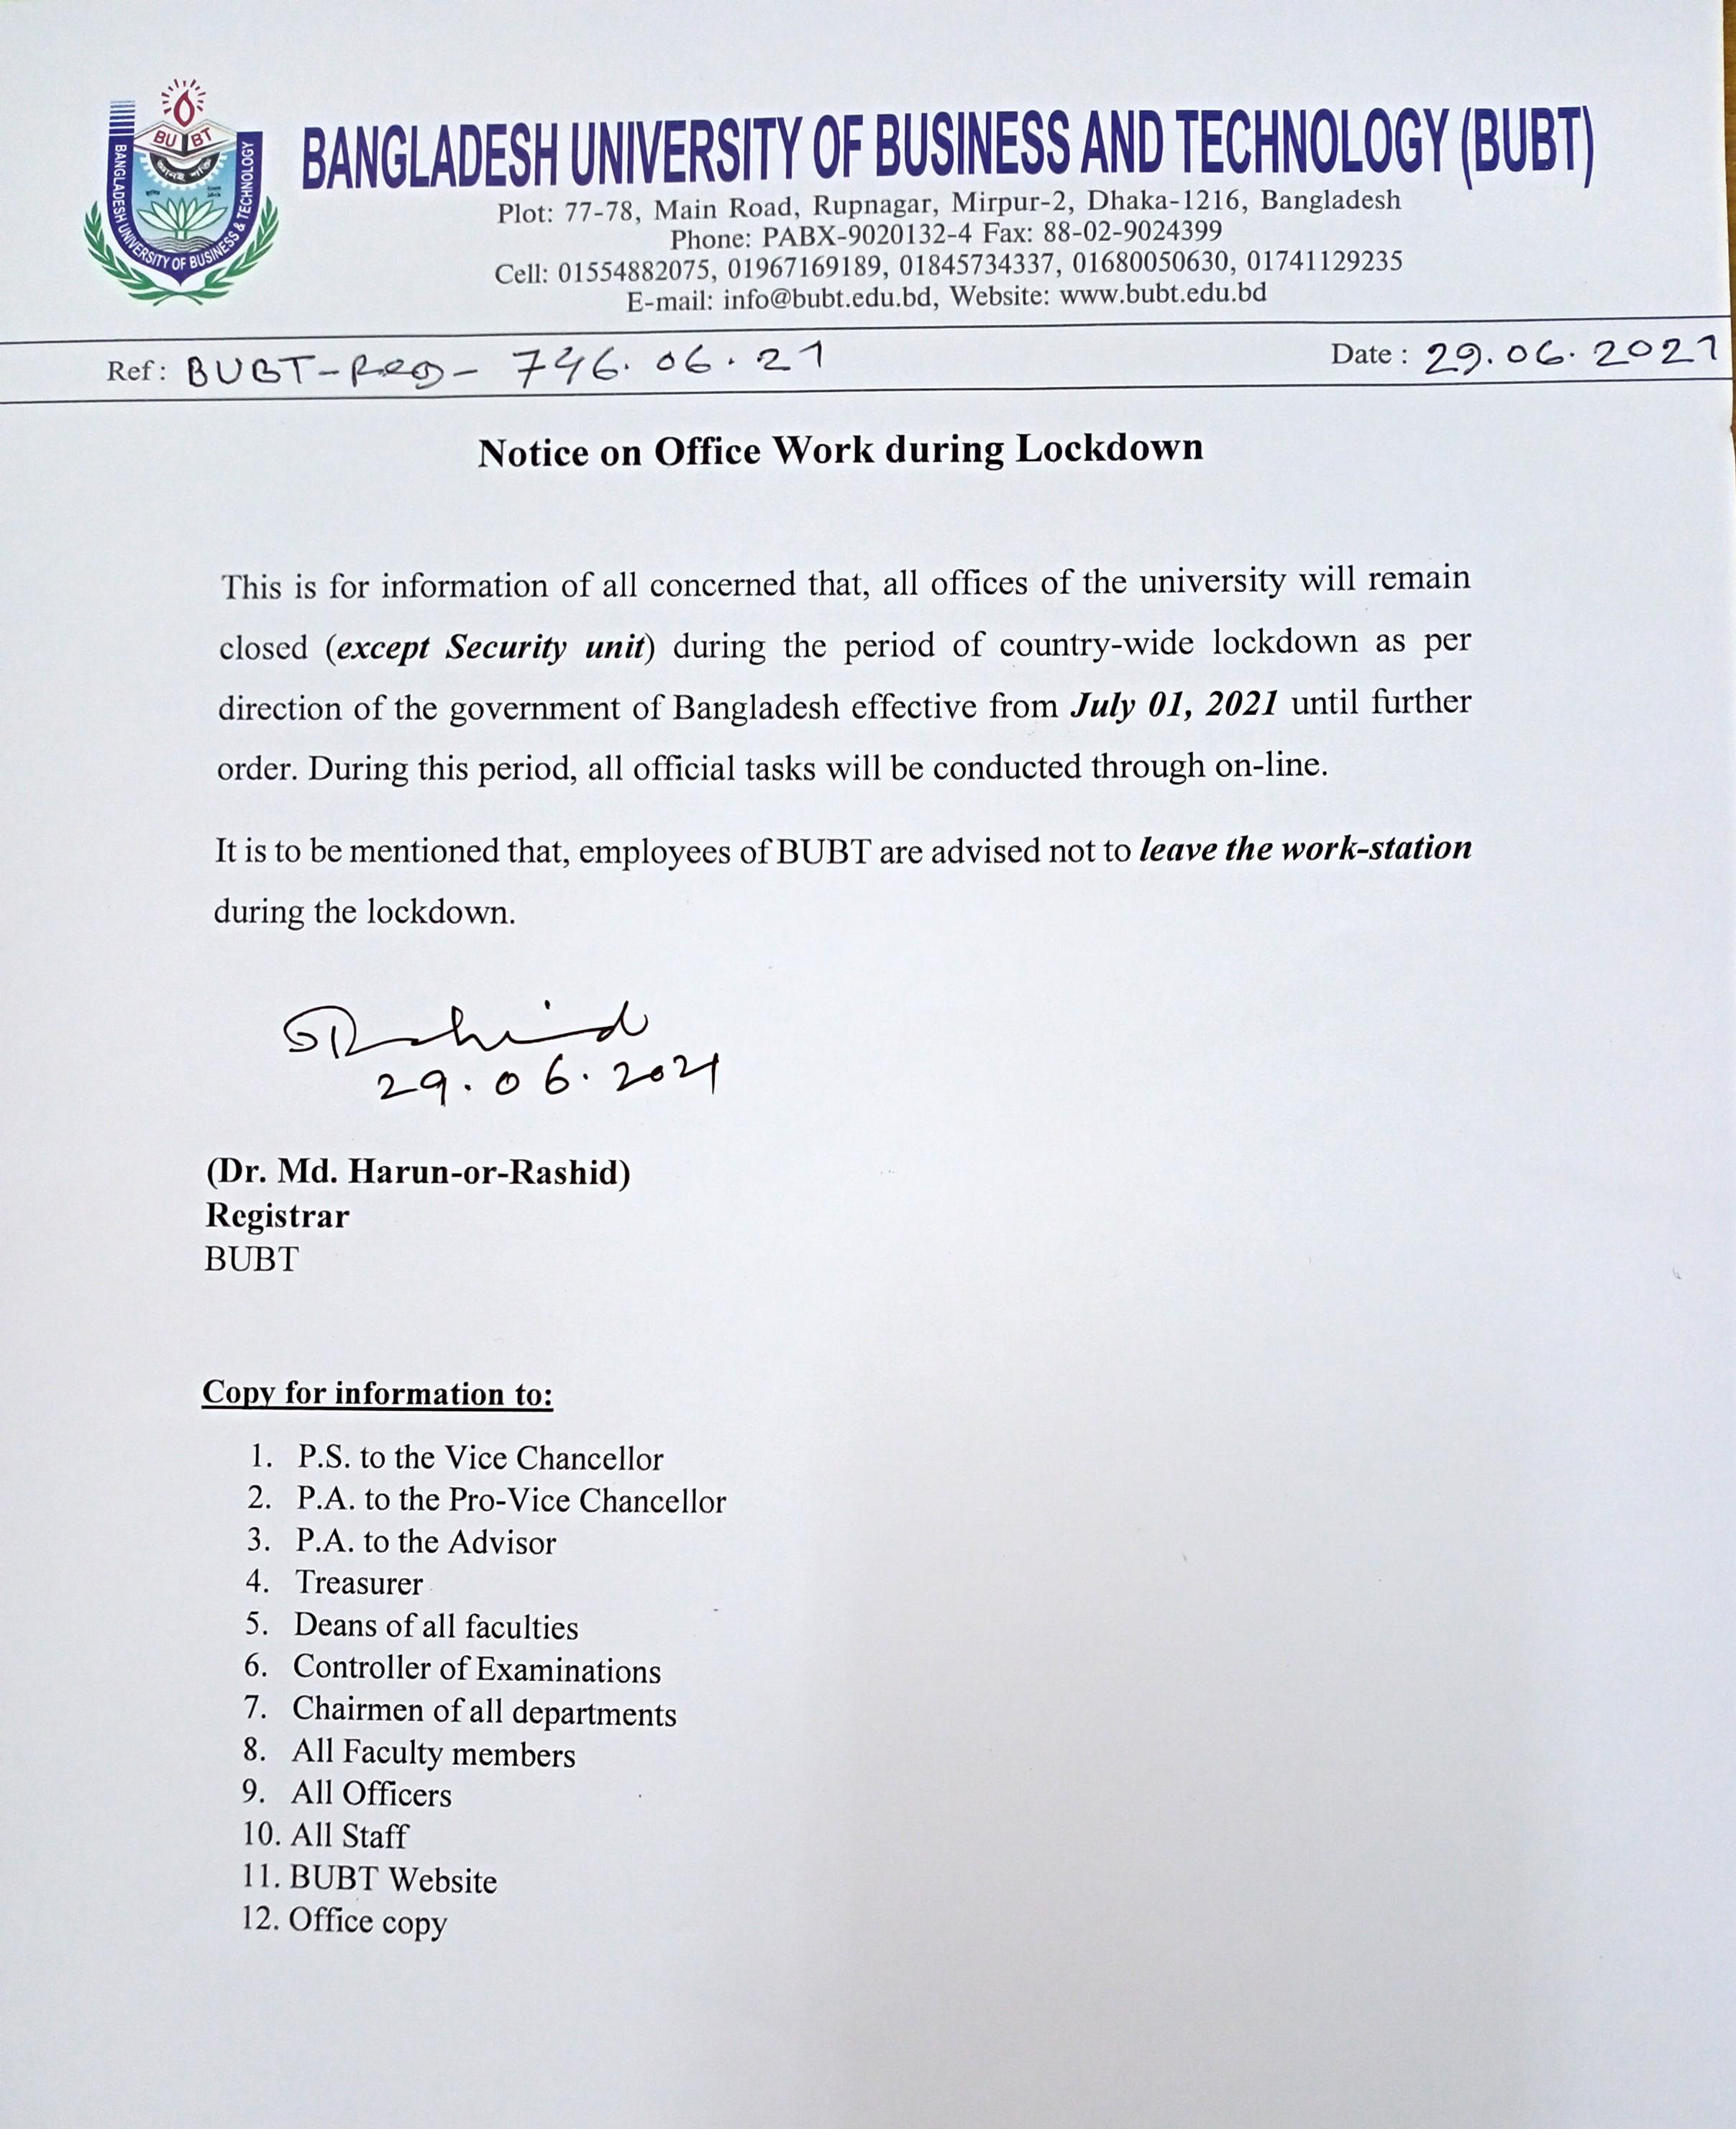 BU BT
জ্ঞানই শক্তি
BANGLADESH UNIVERSITY OF BUSINESS & TECHNOLOGY
BANGLADESH UNIVERSITY OF BUSINESS AND TECHNOLOGY (BUBT)
Plot: 77-78, Main Road, Rupnagar, Mirpur-2, Dhaka-1216, Bangladesh
Phone: PABX-9020132-4 Fax: 88-02-9024399
Cell: 01554882075, 01967169189, 01845734337, 01680050630, 01741129235
E-mail: info@bubt.edu.bd, Website: www.bubt.edu.bd
Ref: BUBT-Reg- 746.06.21 Date: 29.06.2021
Notice on Office Work during Lockdown
This is for information of all concerned that, all offices of the university will remain
closed (except Security unit) during the period of country-wide lockdown as per
direction of the government of Bangladesh effective from July 01, 2021 until further
order. During this period, all official tasks will be conducted through on-line.
It is to be mentioned that, employees of BUBT are advised not to leave the work-station
during the lockdown.
SRashid
29.06.2021
(Dr. Md. Harun-or-Rashid)
Registrar
BUBT
Copy for information to:
1. P.S. to the Vice Chancellor
2. P.A. to the Pro-Vice Chancellor
3. P.A. to the Advisor
4. Treasurer
5. Deans of all faculties
6. Controller of Examinations
7. Chairmen of all departments
8. All Faculty members
9. All Officers
10. All Staff
11. BUBT Website
12. Office copy